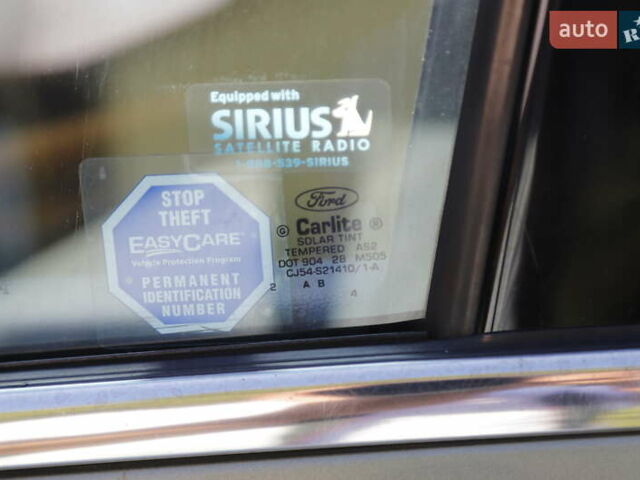 auto
R
Equipped with
SIRIUS
SATELLITE RADIO
1-888-539-SIRIUS
STOP
THEFT
EASYCARE
Vehicle Protection Program
PERMANENT
IDENTIFICATION
NUMBER
Ford
G Carlite ®
SOLAR TINT
TEMPERED AS2
DOT 904 28 M505
CJ54-S21410/1-A
2 A B
4